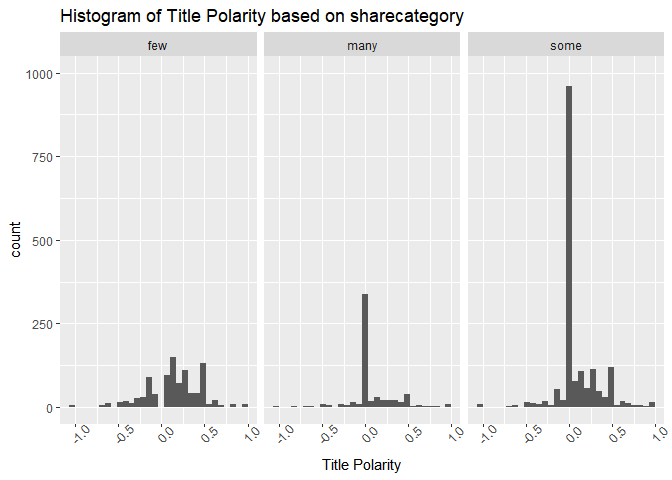 Histogram of Title Polarity based on sharecategory
few many some
1000
750
500
250
0
count
-1.0 -0.5 0.0 0.5 1.0 -1.0 -0.5 0.0 0.5 1.0 -1.0 -0.5 0.0 0.5 1.0
Title Polarity